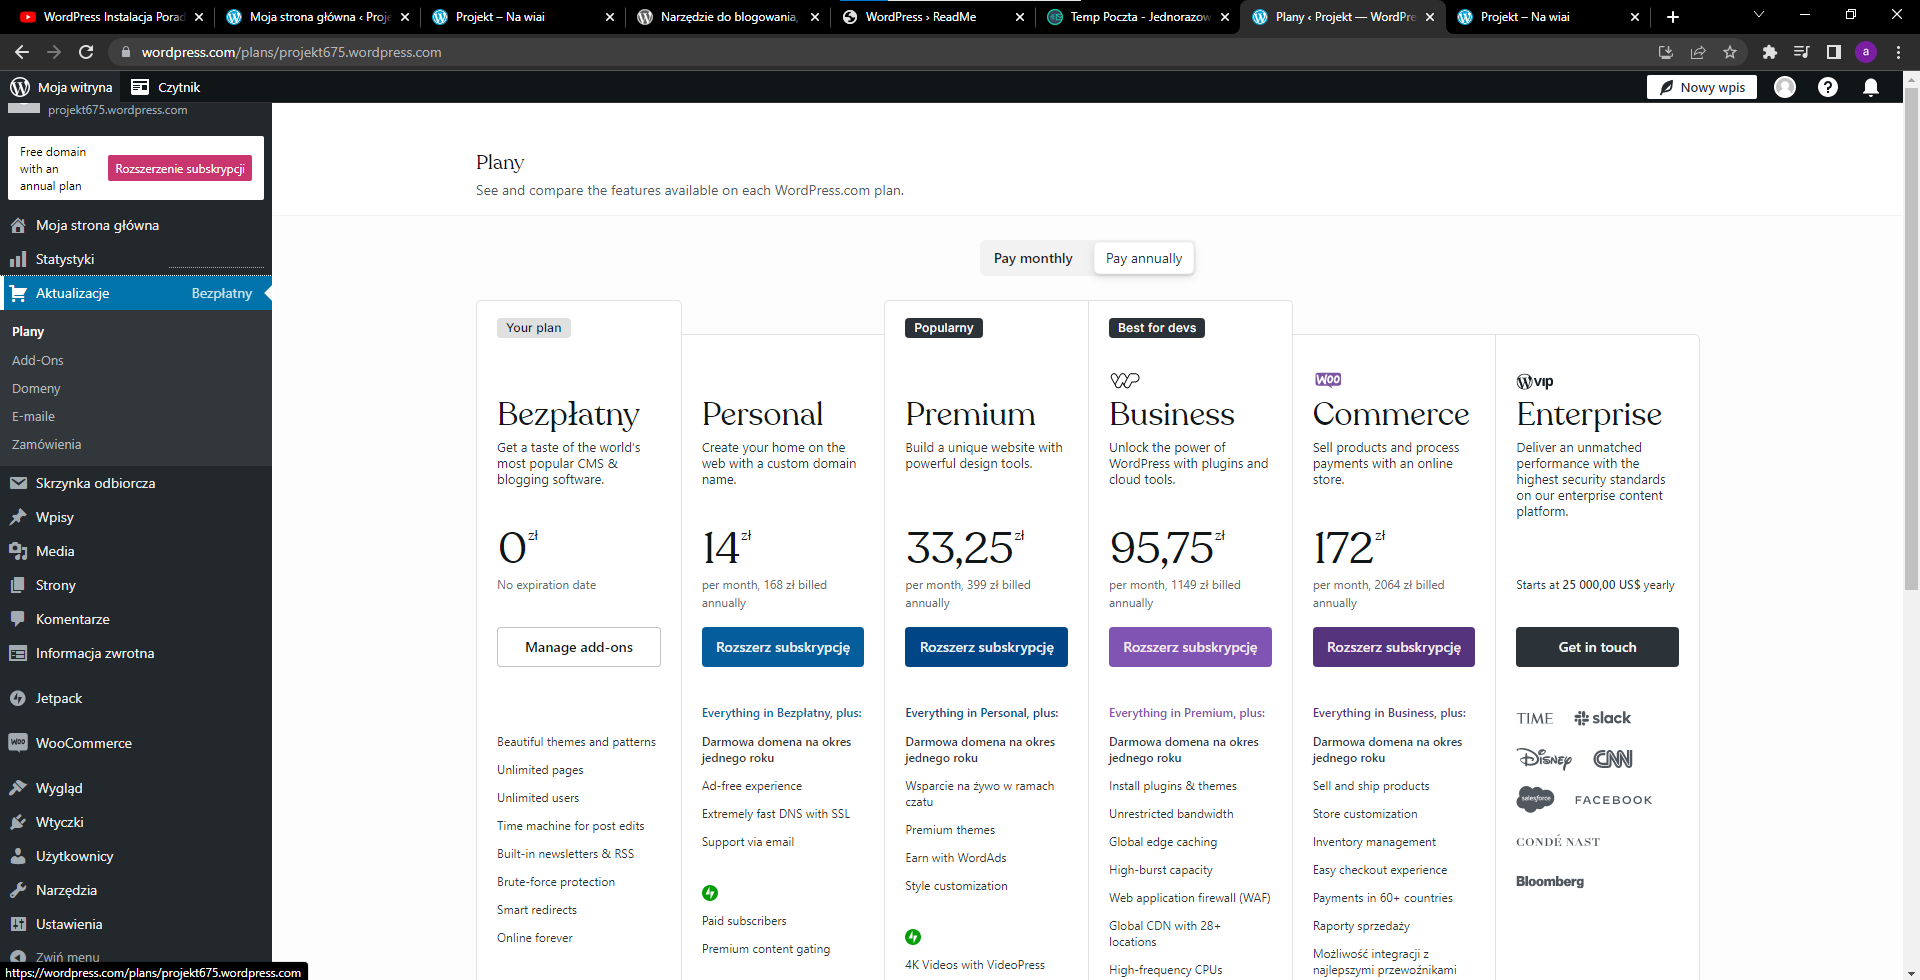 WordPress Instalacja Porad
Moja strona główna ‹ Proje
Projekt – Na wiai
Narzędzie do blogowania,
WordPress › ReadMe
Temp Poczta - Jednorazow
Plany ‹ Projekt — WordPre
Projekt – Na wiai
wordpress.com/plans/projekt675.wordpress.com
a
Moja witryna
Czytnik
Nowy wpis
projekt675.wordpress.com
Free domain
with an
annual plan
Rozszerzenie subskrypcji
Moja strona główna
Statystyki
Aktualizacje
Bezpłatny
Plany
Add-Ons
Domeny
E-maile
Zamówienia
Skrzynka odbiorcza
Wpisy
Media
Strony
Komentarze
Informacja zwrotna
Jetpack
WooCommerce
Wygląd
Wtyczki
Użytkownicy
Narzędzia
Ustawienia
Zwiń menu
https://wordpress.com/plans/projekt675.wordpress.com
Plany
See and compare the features available on each WordPress.com plan.
Pay monthly
Pay annually
Your plan
Bezpłatny
Get a taste of the world's
most popular CMS &
blogging software.
0 zł
No expiration date
Manage add-ons
Beautiful themes and patterns
Unlimited pages
Unlimited users
Time machine for post edits
Built-in newsletters & RSS
Brute-force protection
Smart redirects
Online forever
Personal
Create your home on the
web with a custom domain
name.
14 zł
per month, 168 zł billed
annually
Rozszerz subskrypcję
Everything in Bezpłatny, plus:
Darmowa domena na okres
jednego roku
Ad-free experience
Extremely fast DNS with SSL
Support via email
Paid subscribers
Premium content gating
Popularny
Premium
Build a unique website with
powerful design tools.
33,25 zł
per month, 399 zł billed
annually
Rozszerz subskrypcję
Everything in Personal, plus:
Darmowa domena na okres
jednego roku
Wsparcie na żywo w ramach
czatu
Premium themes
Earn with WordAds
Style customization
4K Videos with VideoPress
Best for devs
Business
Unlock the power of
WordPress with plugins and
cloud tools.
95,75 zł
per month, 1149 zł billed
annually
Rozszerz subskrypcję
Everything in Premium, plus:
Darmowa domena na okres
jednego roku
Install plugins & themes
Unrestricted bandwidth
Global edge caching
High-burst capacity
Web application firewall (WAF)
Global CDN with 28+
locations
High-frequency CPUs
WOO
Commerce
Sell products and process
payments with an online
store.
172 zł
per month, 2064 zł billed
annually
Rozszerz subskrypcję
Everything in Business, plus:
Darmowa domena na okres
jednego roku
Sell and ship products
Store customization
Inventory management
Easy checkout experience
Payments in 60+ countries
Raporty sprzedaży
Możliwość integracji z
najlepszymi przewoźnikami
VIP
Enterprise
Deliver an unmatched
performance with the
highest security standards
on our enterprise content
platform.
Starts at 25 000,00 US$ yearly
Get in touch
TIME
slack
Disney
CNN
salesforce
FACEBOOK
CONDÉ NAST
Bloomberg